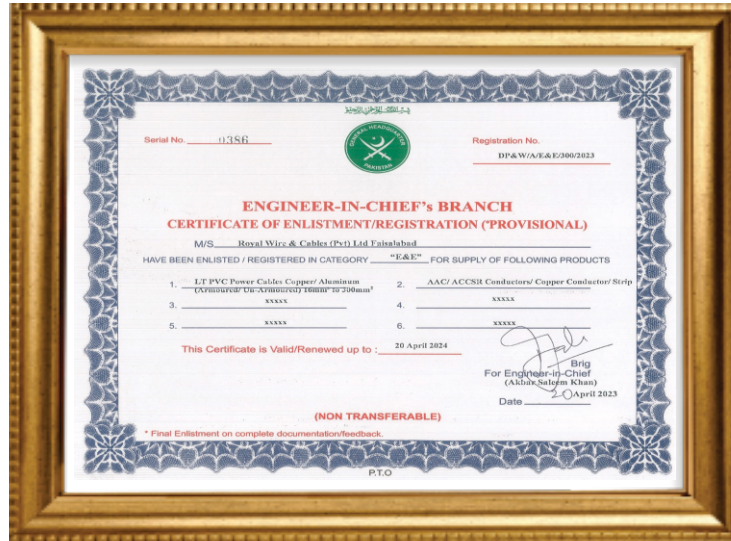 Serial No. 0386
GENERAL HEADQUARTER
PAKISTAN
Registration No.
DP&W/A/E&E/300/2023
ENGINEER-IN-CHIEF's BRANCH
CERTIFICATE OF ENLISTMENT/REGISTRATION (*PROVISIONAL)
M/S Royal Wire & Cables (Pvt) Ltd Faisalabad
HAVE BEEN ENLISTED / REGISTERED IN CATEGORY "E&E" FOR SUPPLY OF FOLLOWING PRODUCTS
1. LT PVC Power Cables Copper/ Aluminum
(Armoured/ Un-Armoured) 16mm² to 300mm²
2. AAC/ ACCSR Conductors/ Copper Conductor/ Strip
3. xxxxx
4. xxxxx
5. xxxxx
6. xxxxx
This Certificate is Valid/Renewed up to : 20 April 2024
Brig
For Engineer-in-Chief
(Akbar Saleem Khan)
Date 20 April 2023
(NON TRANSFERABLE)
* Final Enlistment on complete documentation/feedback.
P.T.O